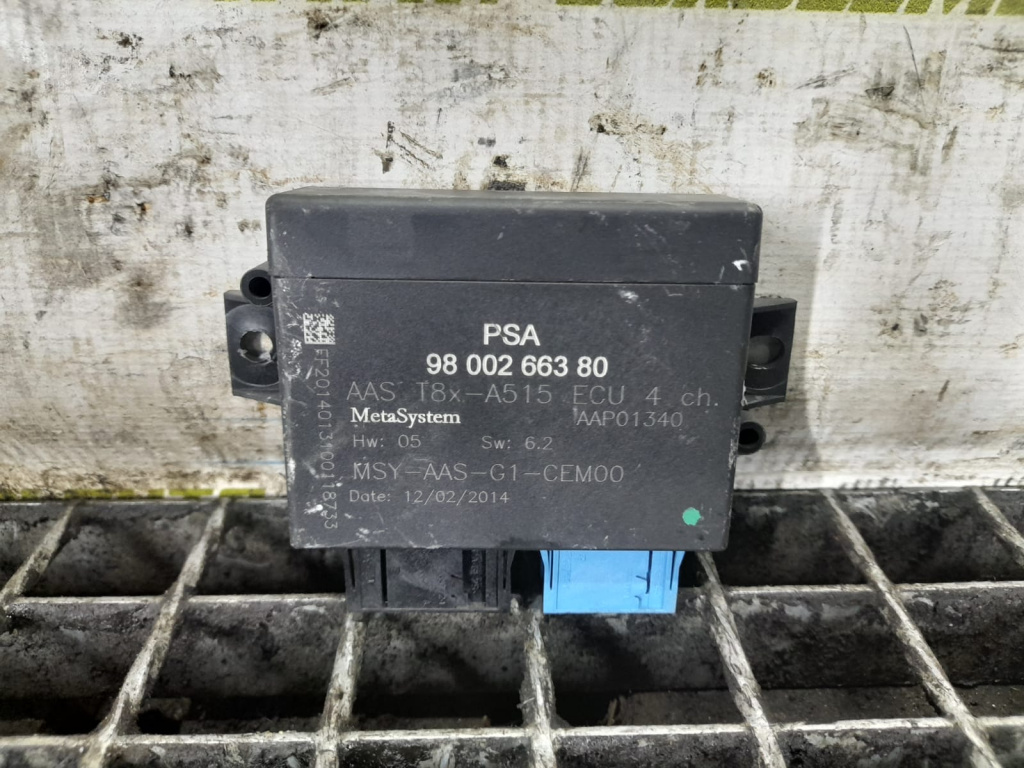 PSA
98 002 663 80
AAS T8x-A515 ECU 4 ch.
MetaSystem AAP01340
Hw: 05 Sw: 6.2
MSY-AAS-G1-CEM00
Date: 12/02/2014